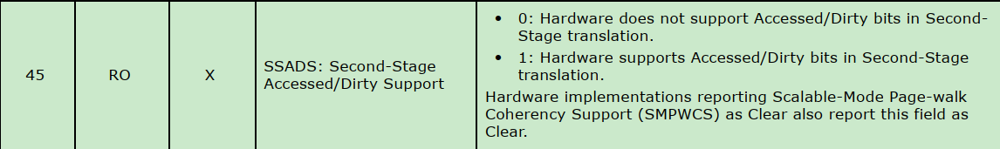 45
RO
X
SSADS: Second-Stage
Accessed/Dirty Support
• 0: Hardware does not support Accessed/Dirty bits in Second-
Stage translation.
• 1: Hardware supports Accessed/Dirty bits in Second-Stage
translation.
Hardware implementations reporting Scalable-Mode Page-walk
Coherency Support (SMPWCS) as Clear also report this field as
Clear.